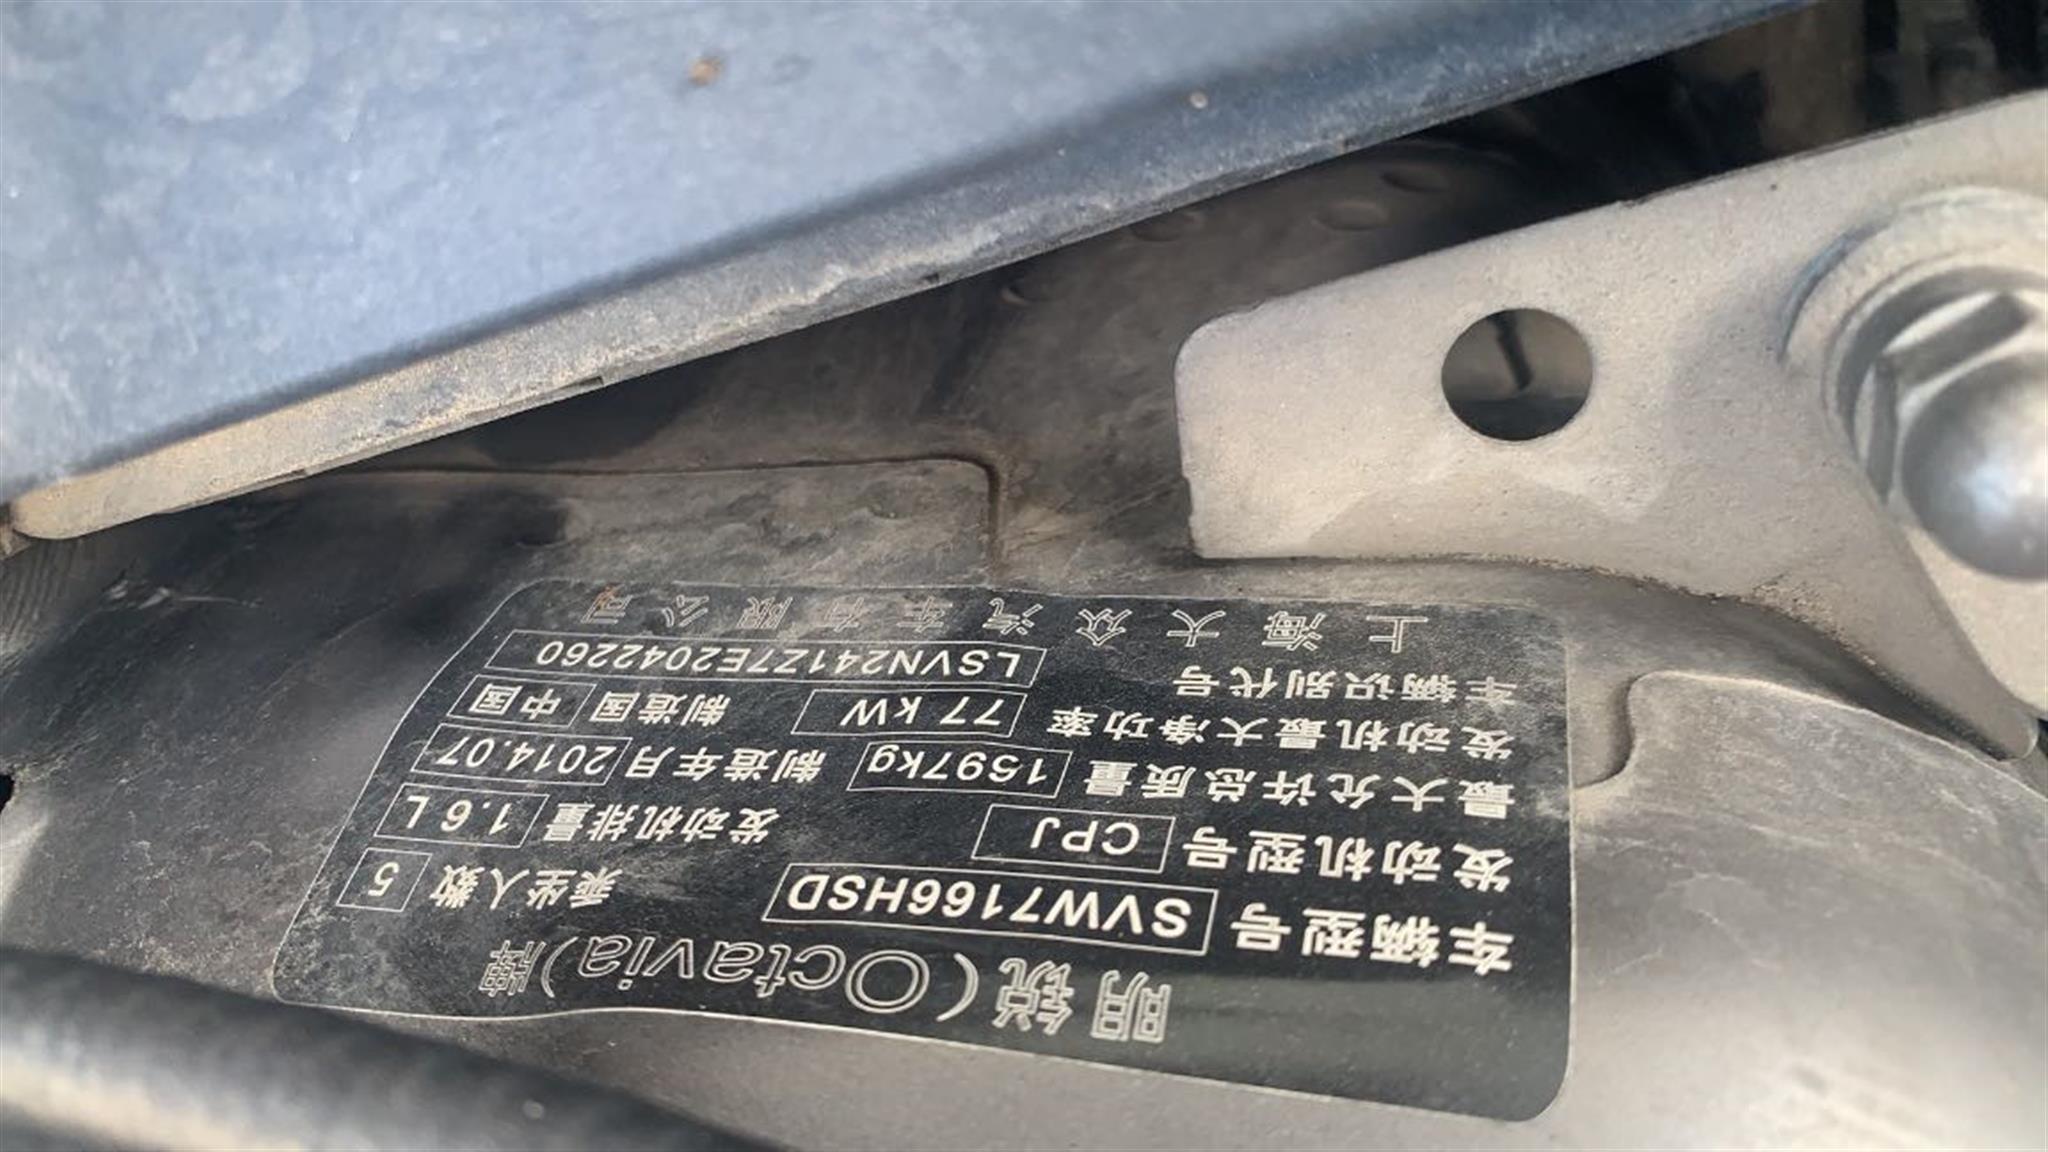 明锐（Octavia）牌
车辆型号 SVW7166HSD 乘坐人数 5
发动机型号 CPJ 发动机排量 1.6 L
最大允许总质量 1597kg 制造年月 2014.07
发动机最大净功率 77 kW 制造国 中国
车辆识别代号 LSVN241Z7E2042260
上海大众汽车有限公司